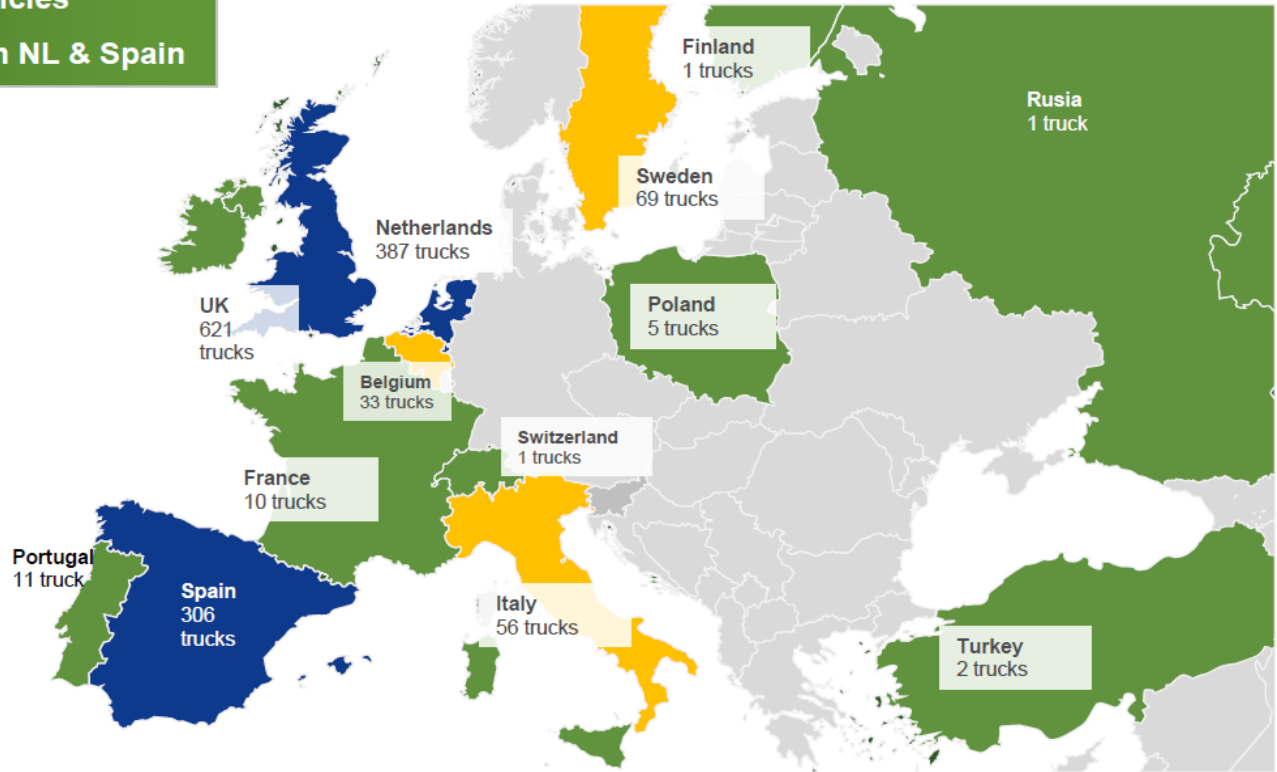 n NL & Spain
Finland
1 trucks
Rusia
1 truck
Sweden
69 trucks
Netherlands
387 trucks
UK
621
trucks
Poland
5 trucks
Belgium
33 trucks
Switzerland
1 trucks
France
10 trucks
Portugal
11 truck
Spain
306
trucks
Italy
56 trucks
Turkey
2 trucks